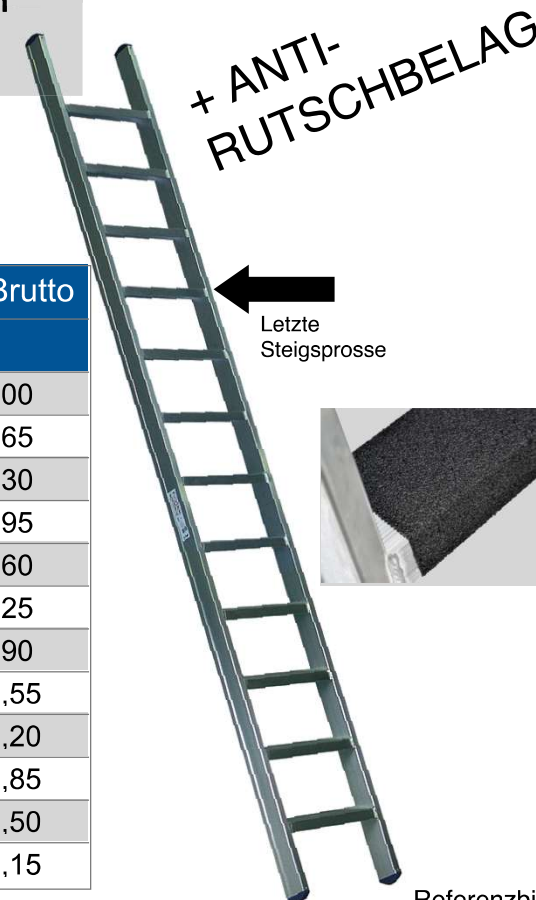 + ANTI-
RUTSCHBELAG
Brutto
Letzte
Steigsprosse
00
65
30
95
60
25
90
,55
,20
,85
,50
,15